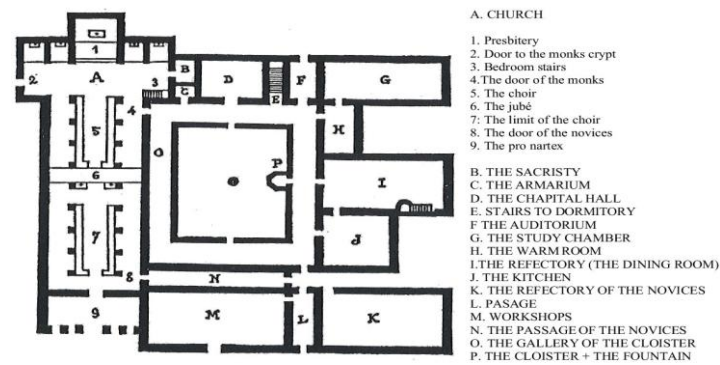 A. CHURCH
1. Presbitery
2. Door to the monks crypt
3. Bedroom stairs
4.The door of the monks
5. The choir
6. The jubé
7: The limit of the choir
8. The door of the novices
9. The pro nartex
B. THE SACRISTY
C. THE ARMARIUM
D. THE CHAPITAL HALL
E. STAIRS TO DORMITORY
F THE AUDITORIUM
G. THE STUDY CHAMBER
H. THE WARM ROOM
I.THE REFECTORY (THE DINING ROOM)
J. THE KITCHEN
K. THE REFECTORY OF THE NOVICES
L. PASAGE
M. WORKSHOPS
N. THE PASSAGE OF THE NOVICES
O. THE GALLERY OF THE CLOISTER
P. THE CLOISTER + THE FOUNTAIN
1
2
A
3
B
C
D
E
F
G
4
5
H
O
P
I
6
7
J
8
N
9
M
L
K